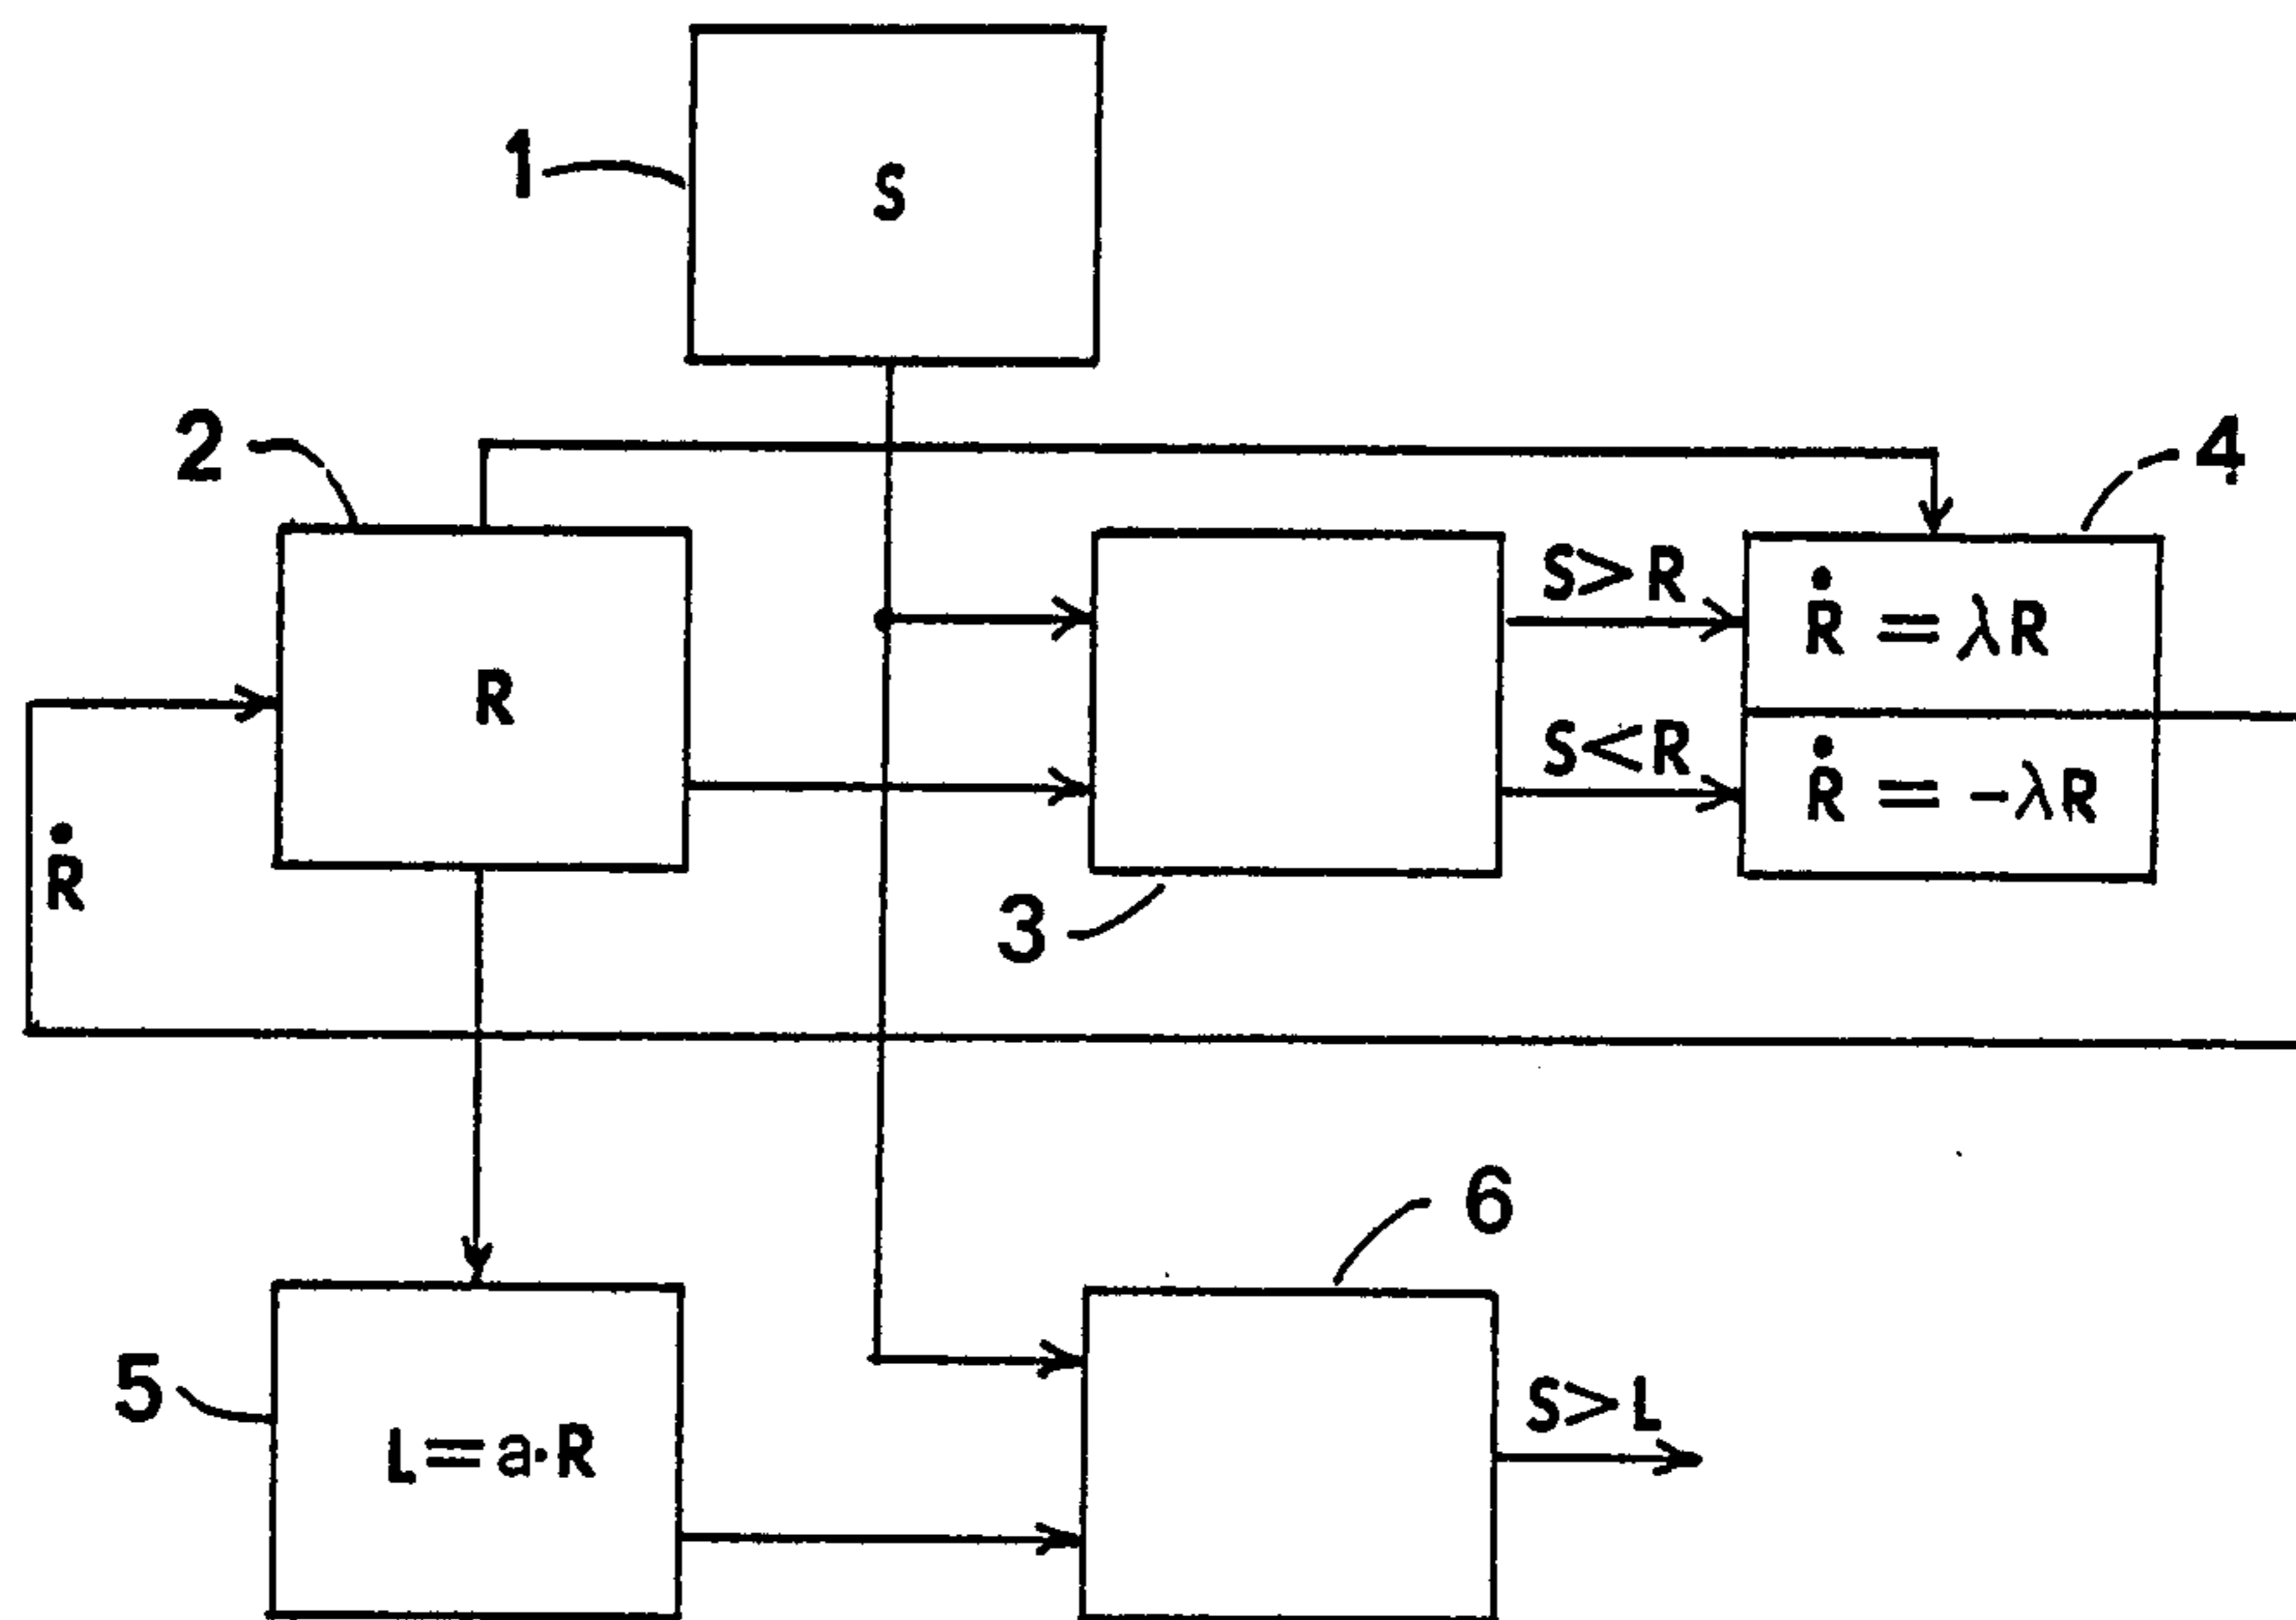 1
S
2
4
S>R
Ṙ = λR
R
S<R
Ṙ = -λR
Ṙ
3
6
5
L=a·R
S>L